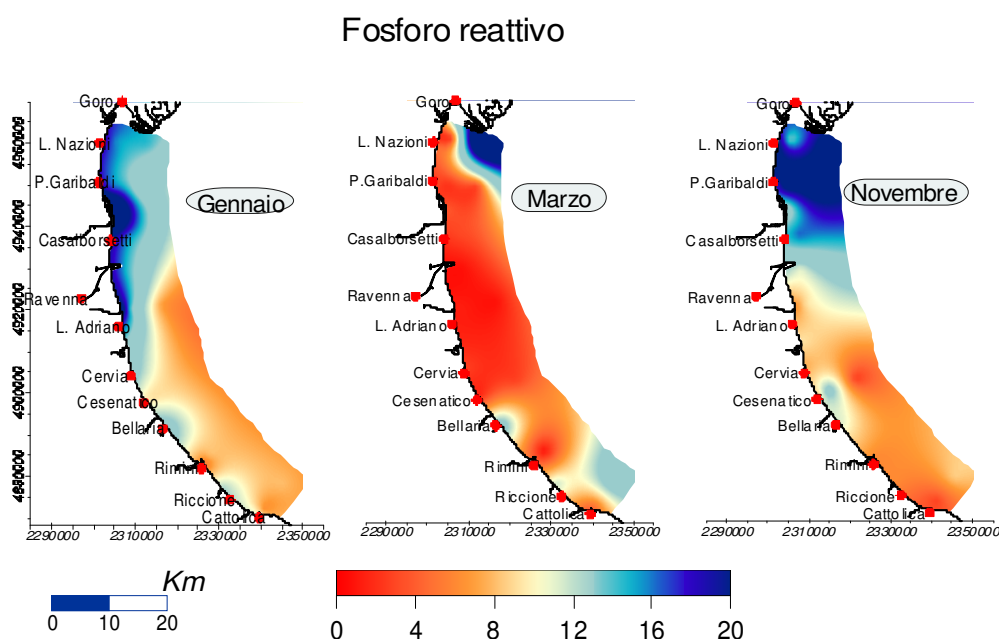 Fosforo reattivo
Goro
L. Nazioni
P.Garibaldi
Casalborsetti
Ravenna
L. Adriano
Cervia
Cesenatico
Bellaria
Rimini
Riccione
Cattolica
Gennaio
4960000
4940000
4920000
4900000
4880000
2290000 2310000 2330000 2350000
Goro
L. Nazioni
P.Garibaldi
Casalborsetti
Ravenna
L. Adriano
Cervia
Cesenatico
Bellaria
Rimini
Riccione
Cattolica
Marzo
2290000 2310000 2330000 2350000
Goro
L. Nazioni
P.Garibaldi
Casalborsetti
Ravenna
L. Adriano
Cervia
Cesenatico
Bellaria
Rimini
Riccione
Cattolica
Novembre
2290000 2310000 2330000 2350000
Km
0 10 20
0 4 8 12 16 20